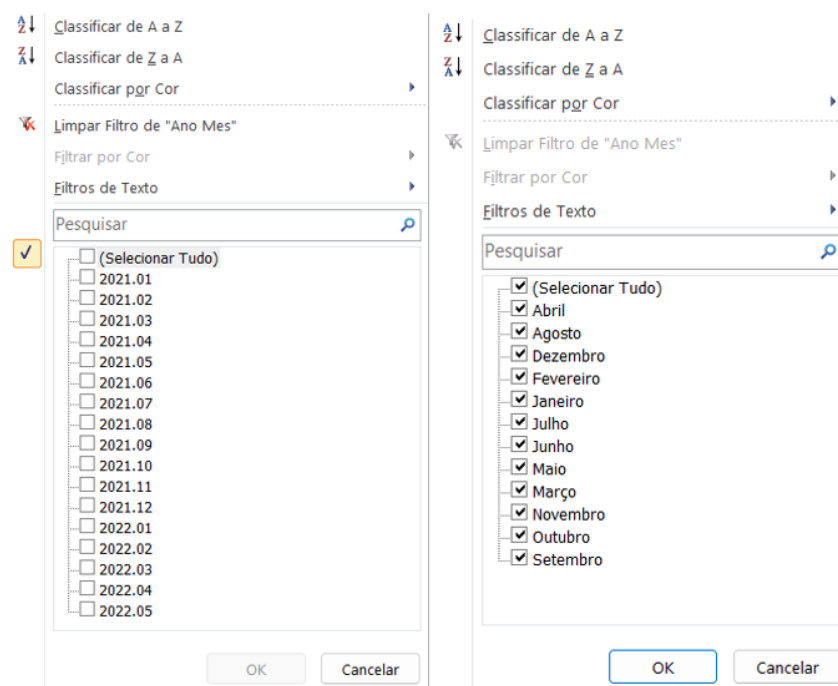 Classificar de A a Z
Classificar de Z a A
Classificar por Cor
Limpar Filtro de "Ano Mes"
Filtrar por Cor
Filtros de Texto
Pesquisar
(Selecionar Tudo)
2021.01
2021.02
2021.03
2021.04
2021.05
2021.06
2021.07
2021.08
2021.09
2021.10
2021.11
2021.12
2022.01
2022.02
2022.03
2022.04
2022.05
OK
Cancelar
Classificar de A a Z
Classificar de Z a A
Classificar por Cor
Limpar Filtro de "Ano Mes"
Filtrar por Cor
Filtros de Texto
Pesquisar
(Selecionar Tudo)
Abril
Agosto
Dezembro
Fevereiro
Janeiro
Julho
Junho
Maio
Março
Novembro
Outubro
Setembro
OK
Cancelar